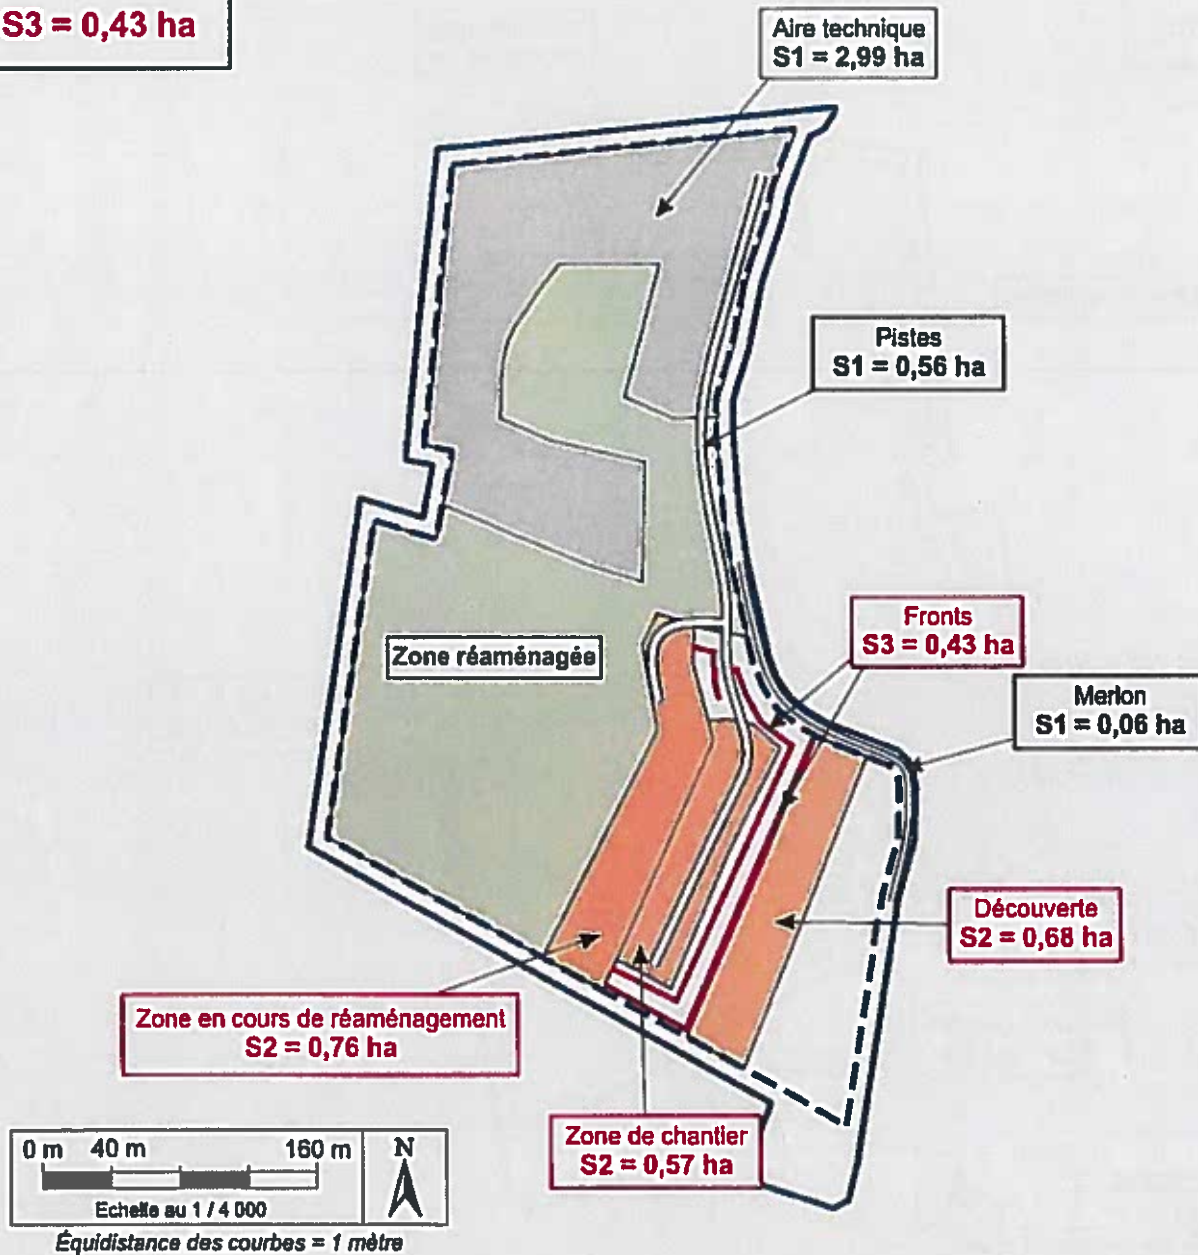 S3 = 0,43 ha
Aire technique
S1 = 2,99 ha
Pistes
S1 = 0,56 ha
Fronts
S3 = 0,43 ha
Zone réaménagée
Merlon
S1 = 0,06 ha
Découverte
S2 = 0,68 ha
Zone en cours de réaménagement
S2 = 0,76 ha
Zone de chantier
S2 = 0,57 ha
0 m 40 m 160 m
N
Echelle au 1 / 4 000
Équidistance des courbes = 1 mètre